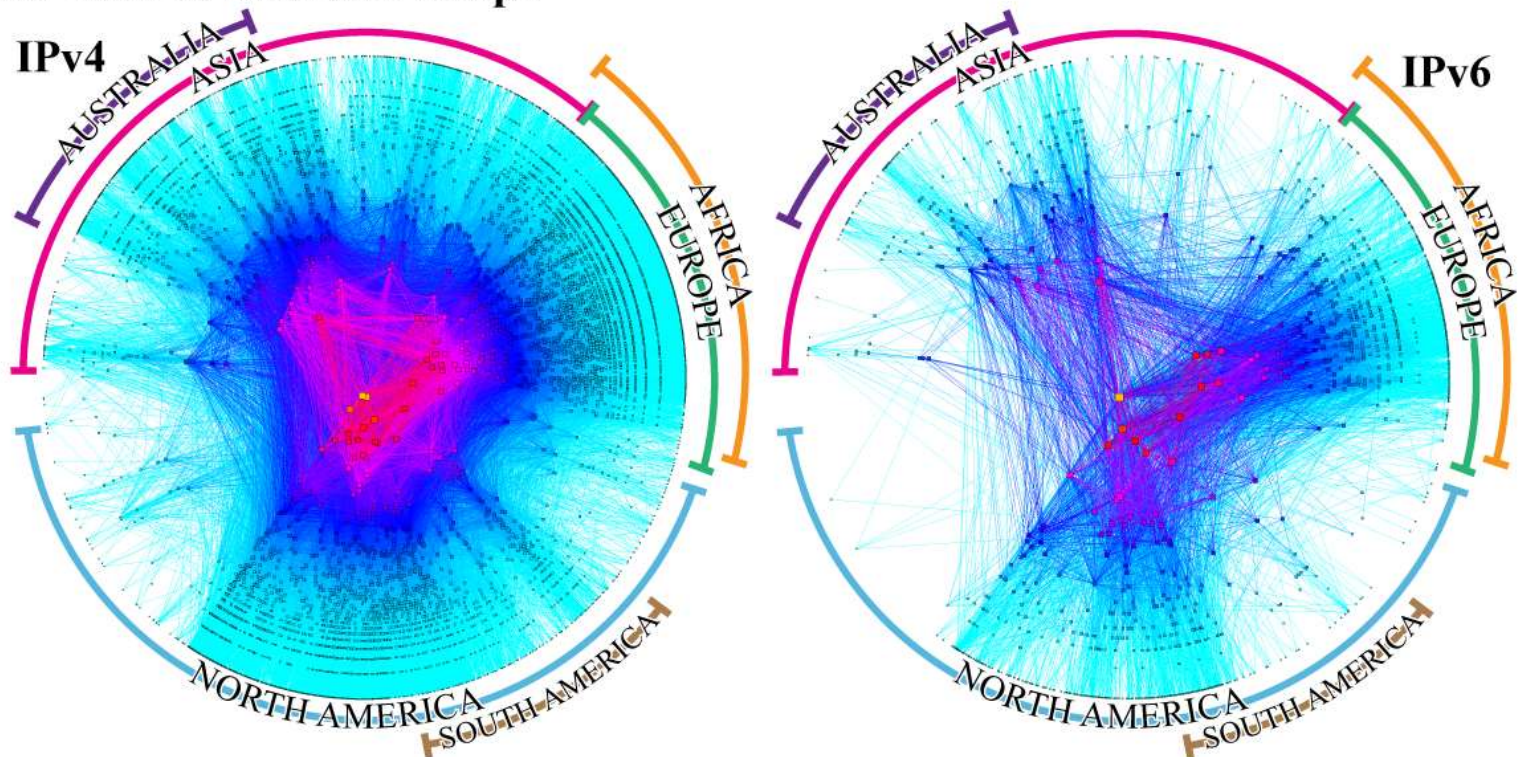 IPv4
AUSTRALIA
ASIA
AFRICA
EUROPE
NORTH AMERICA
SOUTH AMERICA
IPv6
AUSTRALIA
ASIA
AFRICA
EUROPE
NORTH AMERICA
SOUTH AMERICA